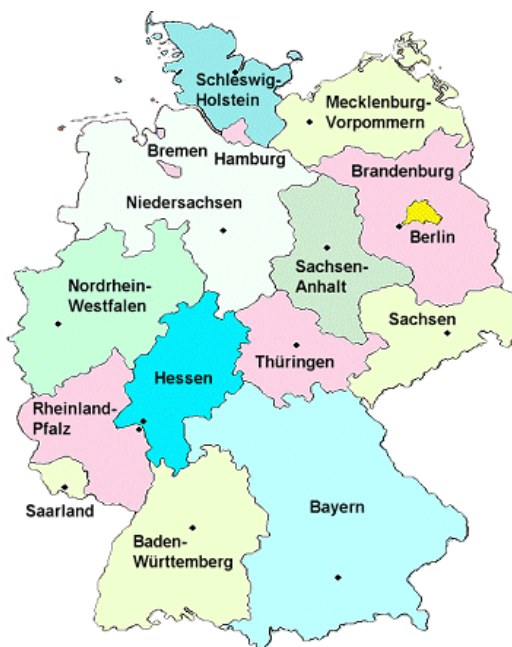 Schleswig-
Holstein
Mecklenburg-
Vorpommern
Bremen
Hamburg
Brandenburg
Niedersachsen
Berlin
Sachsen-
Anhalt
Nordrhein-
Westfalen
Sachsen
Thüringen
Hessen
Rheinland-
Pfalz
Saarland
Bayern
Baden-
Württemberg